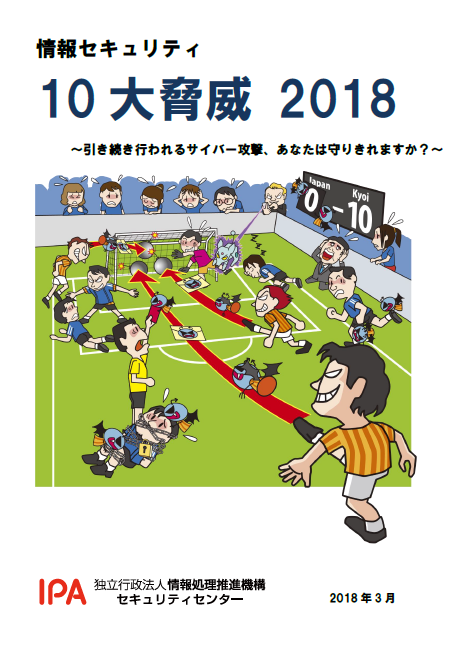 情報セキュリティ
10大脅威 2018
～引き続き行われるサイバー攻撃、あなたは守りきれますか？～
Japan Kyoi
0-10
IPA 独立行政法人情報処理推進機構
セキュリティセンター
2018年3月